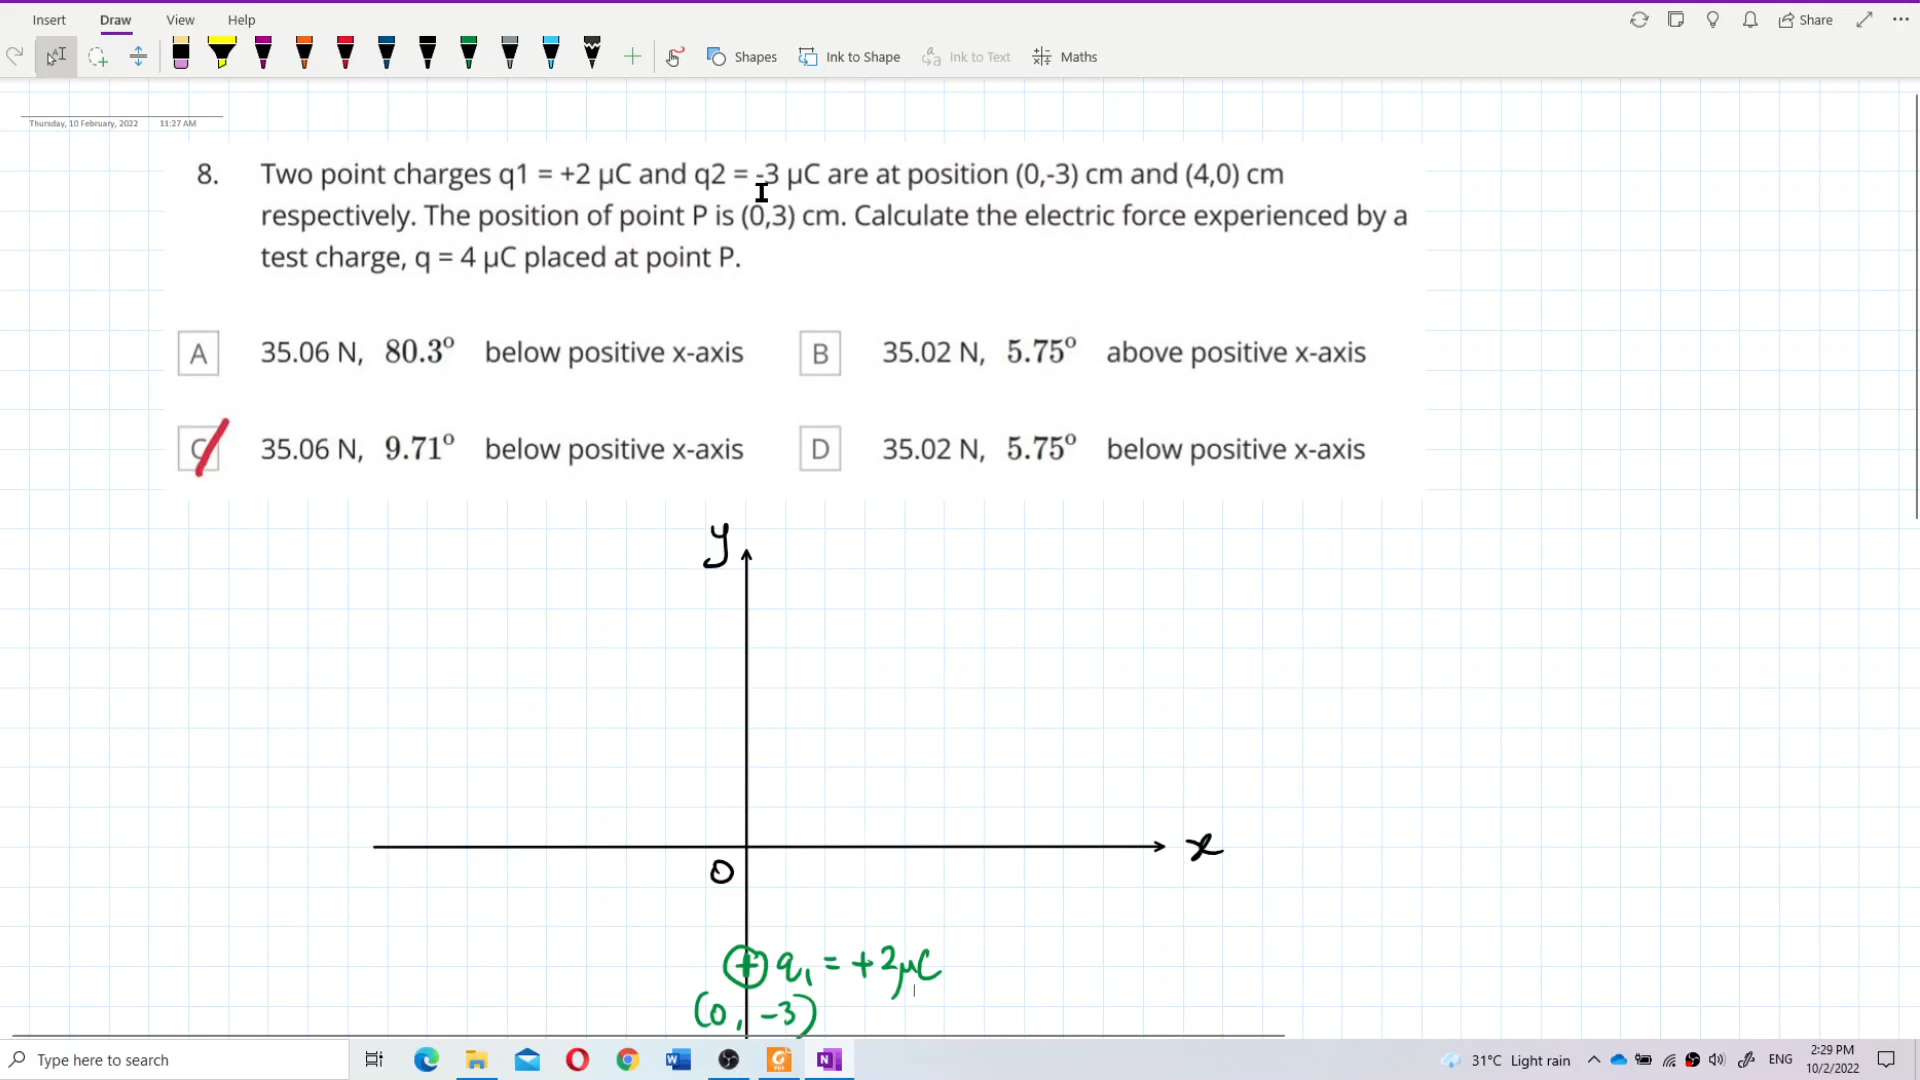 Insert Draw View Help Share
Shapes Ink to Shape Ink to Text Maths
Thursday, 10 February, 2022 11:27 AM
8. Two point charges q1 = +2 μC and q2 = -3 μC are at position (0,-3) cm and (4,0) cm
respectively. The position of point P is (0,3) cm. Calculate the electric force experienced by a
test charge, q = 4 μC placed at point P.
A 35.06 N, 80.3° below positive x-axis B 35.02 N, 5.75° above positive x-axis
C 35.06 N, 9.71° below positive x-axis D 35.02 N, 5.75° below positive x-axis
y
x
0
+ q₁ = +2μC
(0, -3)
Type here to search 31°C Light rain ENG 2:29 PM
10/2/2022